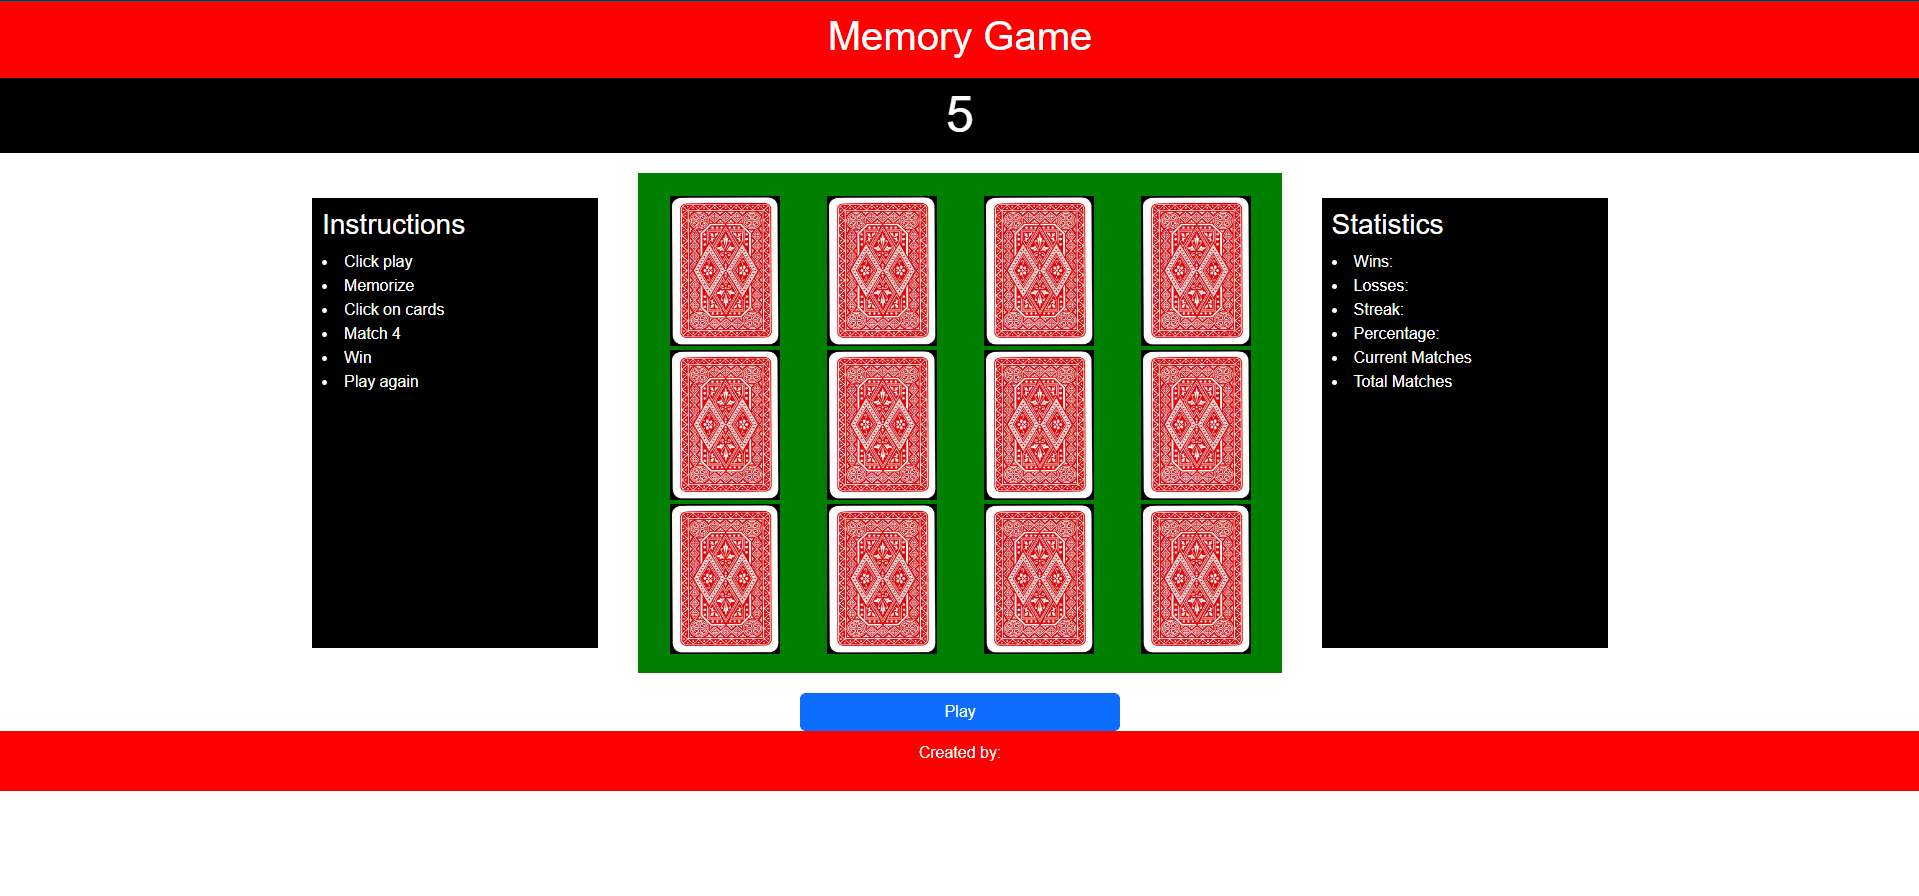 Memory Game
5
Instructions
Click play
Memorize
Click on cards
Match 4
Win
Play again
Statistics
Wins:
Losses:
Streak:
Percentage:
Current Matches
Total Matches
Play
Created by: